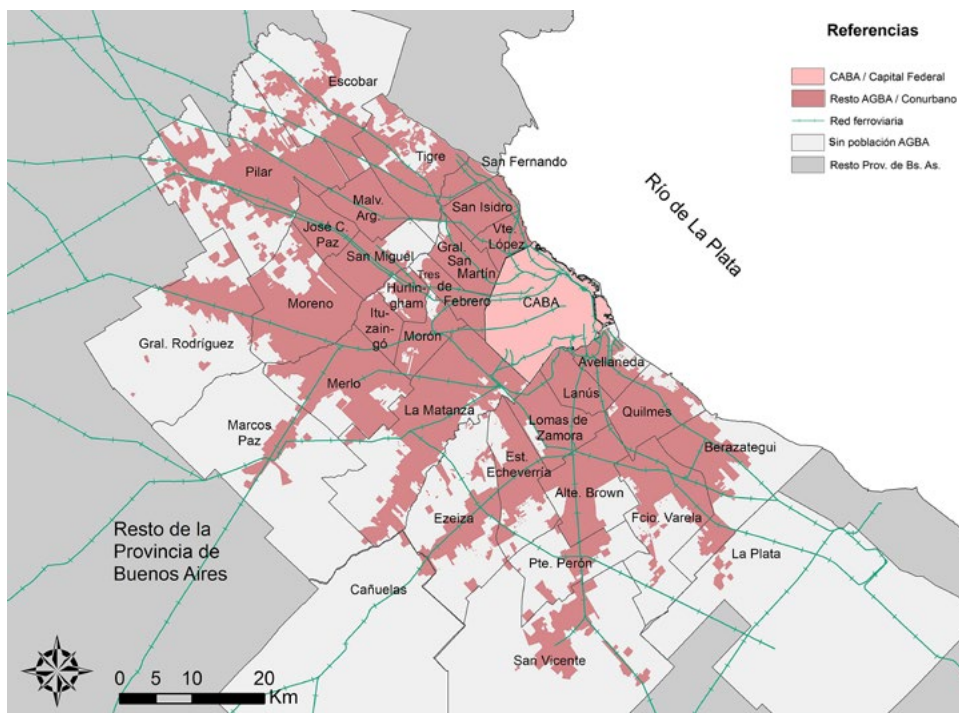 Referencias
CABA / Capital Federal
Resto AGBA / Conurbano
Red ferroviaria
Sin población AGBA
Resto Prov. de Bs. As.
Escobar
Tigre
San Fernando
Pilar
Río de La Plata
Malv.
Arg.
San Isidro
José C.
Paz
Vte.
López
San Miguel
Gral.
San
Martín
Tres
de
Febrero
Hurlin-
gham
CABA
Moreno
Itu-
zain-
gó
Morón
Gral. Rodríguez
Avellaneda
Merlo
Lanús
La Matanza
Quilmes
Marcos
Paz
Lomas de
Zamora
Berazategui
Est.
Echeverría
Alte. Brown
Ezeiza
Fcio. Varela
Resto de la
Provincia de
Buenos Aires
La Plata
Pte. Perón
Cañuelas
San Vicente
0 5 10 20
Km